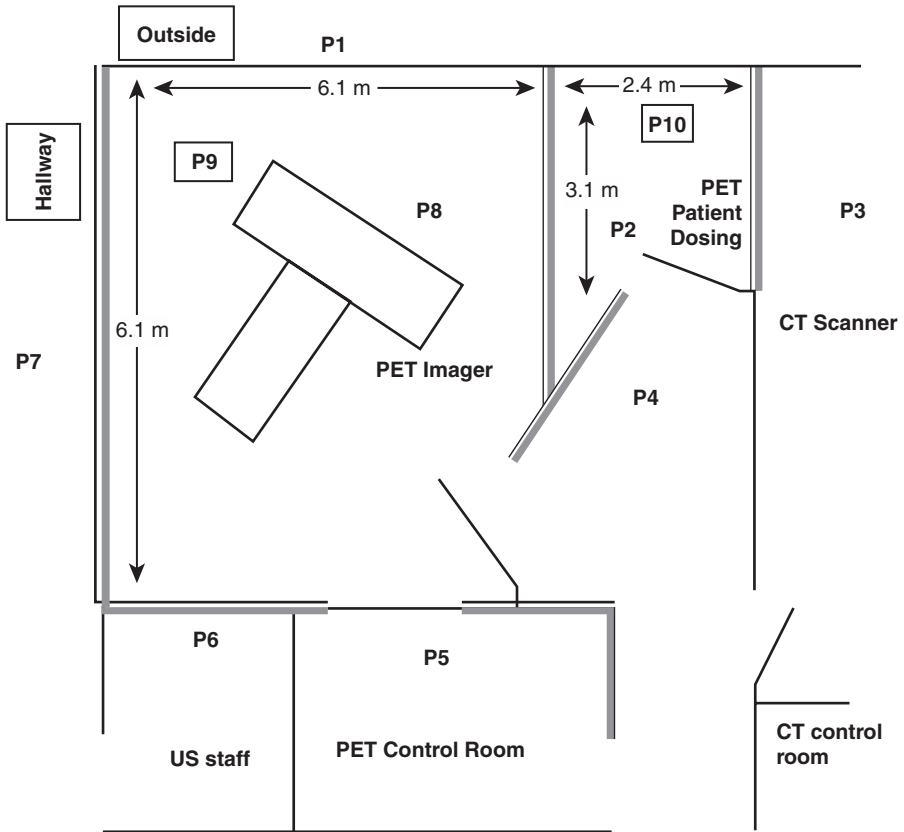 Outside
P1
6.1 m
2.4 m
P10
Hallway
P9
P8
3.1 m
PET
Patient
Dosing
P2
P3
6.1 m
CT Scanner
P7
PET Imager
P4
P6
P5
US staff
PET Control Room
CT control
room